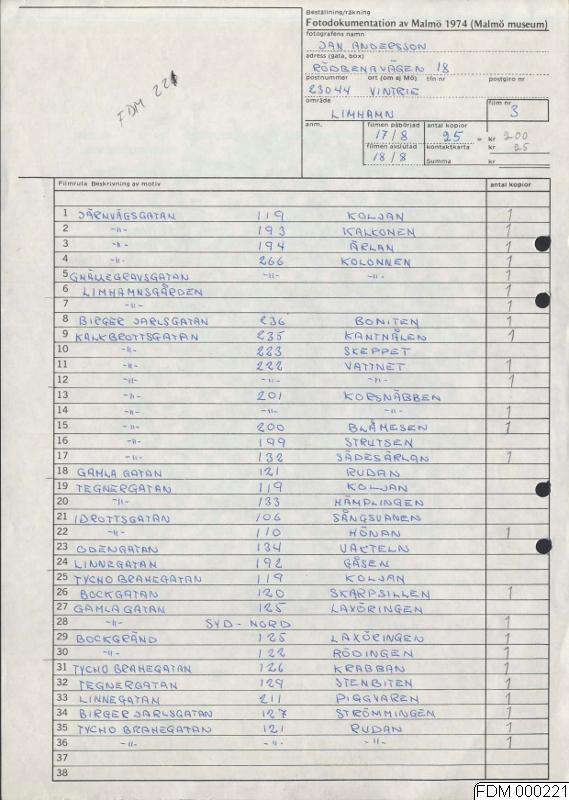 Beställning/räkning
Fotodokumentation av Malmö 1974 (Malmö museum)
fotografens namn
JAN ANDERSSON
adress (gata, box)
RÖDBENAVÄGEN 18
postnummer ort (om ej Mö) tfn nr postgiro nr
23044 VINTRIE
område film nr
LIMHAMN 3
anm. filmen påbörjad antal kopior
17/8 25 = kr 200
filmen avslutad kontaktkarta kr 25
18/8 Summa kr
FDM 221
Filmruta Beskrivning av motiv antal kopior
1 JÄRNVÄGSGATAN 119 KOLJAN 1
2 -"- 193 KALKONEN 1
3 -"- 194 ÄRLAN 1
4 -"- 266 KOLONNEN 1
5 GNÄLLEGRAVSGATAN -"- -"- 1
6 LIMHAMNSGÅRDEN 1
7 -"- 1
8 BIRGER JARLSGATAN 236 BONITEN 1
9 KALKBROTTSGATAN 235 KANTNÅLEN 1
10 -"- 223 SKEPPET
11 -"- 222 VATTNET 1
12 -"- -"- -"- 1
13 -"- 201 KORSNÄBBEN
14 -"- -"- 1
15 -"- 200 BLÅMESEN 1
16 -"- 199 STRUTSEN
17 -"- 132 SÄDESÄRLAN 1
18 GAMLA GATAN 121 RUDAN
19 TEGNERGATAN 119 KOLJAN
20 -"- 133 HÄMPLINGEN
21 IDROTTSGATAN 106 SÅNGSVANEN
22 -"- 110 HÖNAN 1
23 ODENGATAN 134 VAKTELN
24 LINNEGATAN 192 GÅSEN
25 TYCHO BRAHEGATAN 119 KOLJAN
26 BOCKGATAN 120 SKARPSILLEN 1
27 GAMLA GATAN 125 LAXÖRINGEN
28 -"- SYD-NORD 1
29 BOCKGRÄND 125 LAXÖRINGEN 1
30 -"- 122 RÖDINGEN 1
31 TYCHO BRAHEGATAN 126 KRABBAN 1
32 TEGNERGATAN 129 STENBITEN 1
33 LINNEGATAN 211 PIGGVAREN 1
34 BIRGER JARLSGATAN 127 STRÖMMINGEN 1
35 TYCHO BRAHEGATAN 121 RUDAN 1
36 -"- -"- -"- 1
37
38
FDM 000221